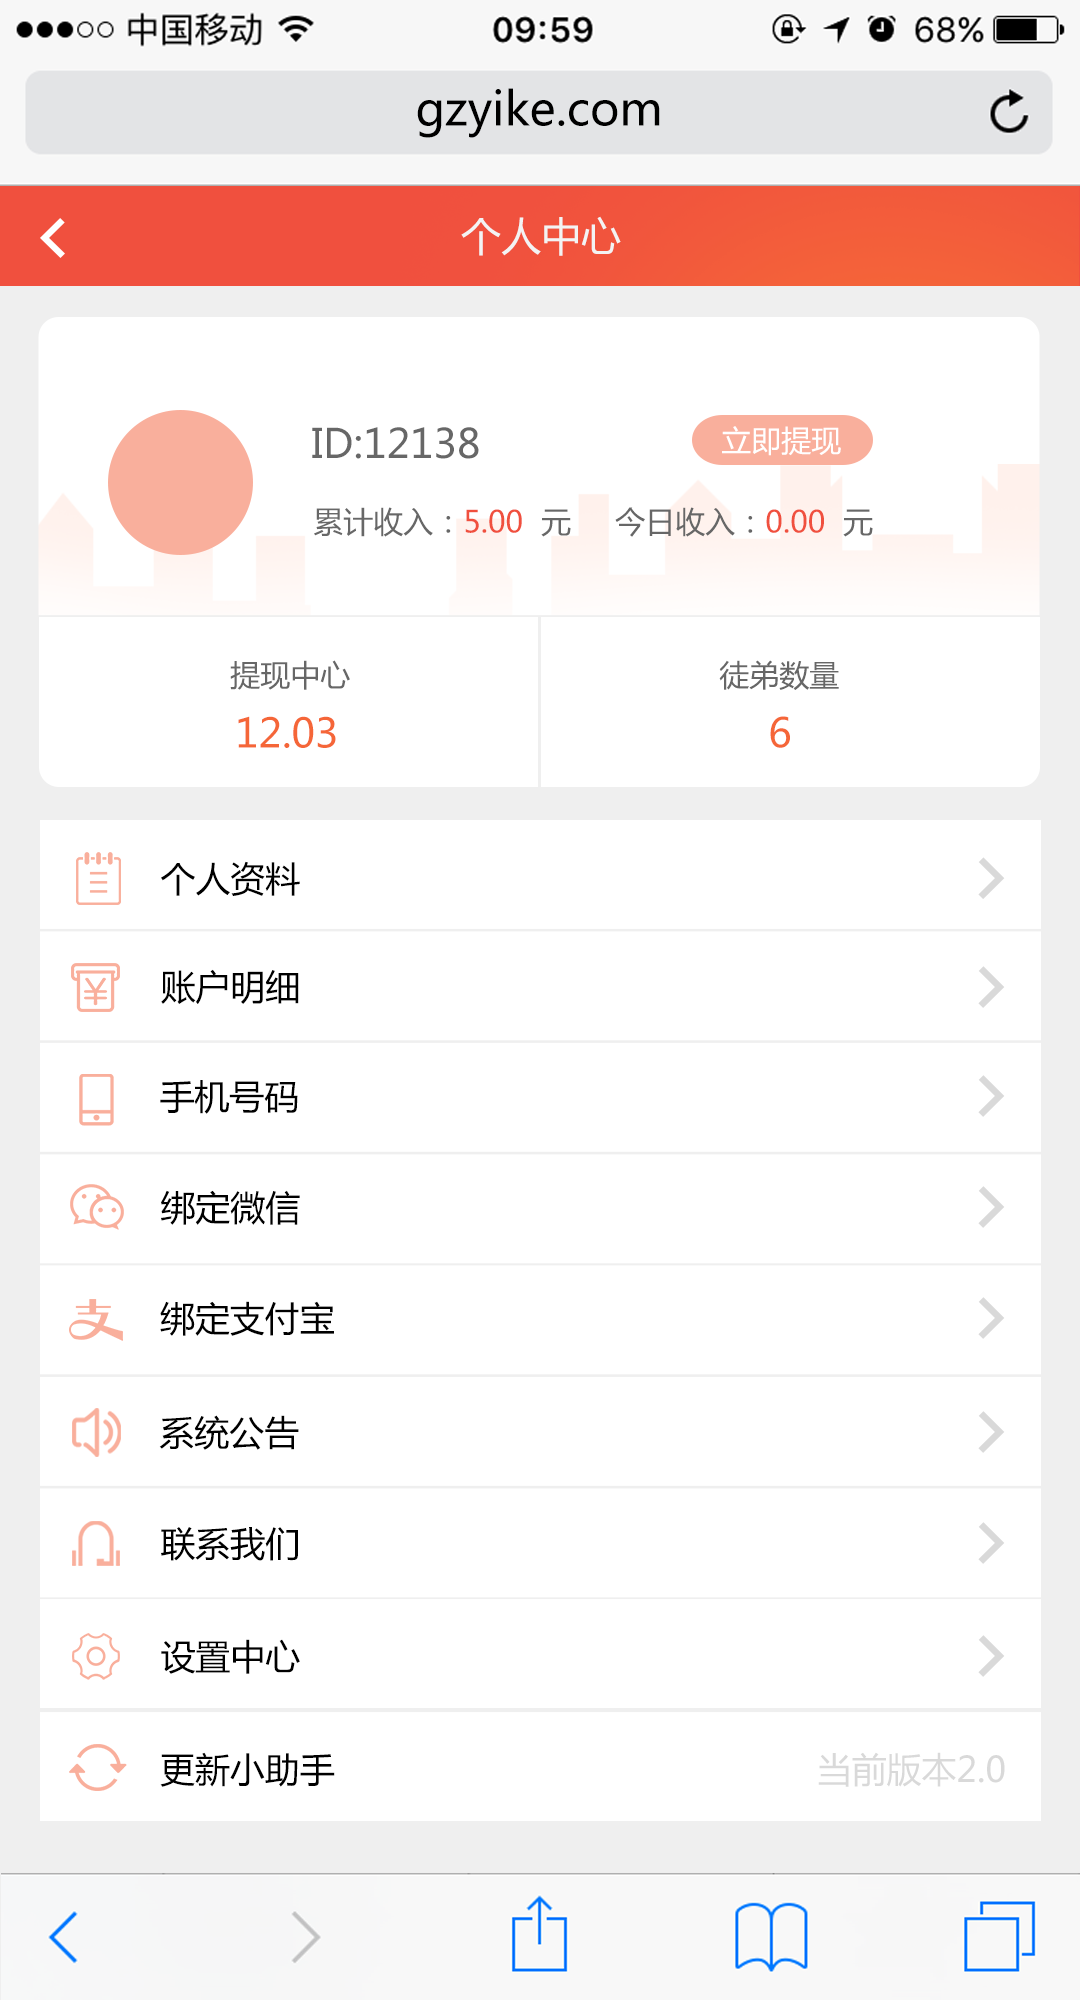 中国移动 09:59 68%
gzyike.com
个人中心
ID:12138 立即提现
累计收入：5.00 元 今日收入：0.00 元
提现中心 徒弟数量
12.03 6
个人资料
账户明细
手机号码
绑定微信
绑定支付宝
系统公告
联系我们
设置中心
更新小助手 当前版本2.0